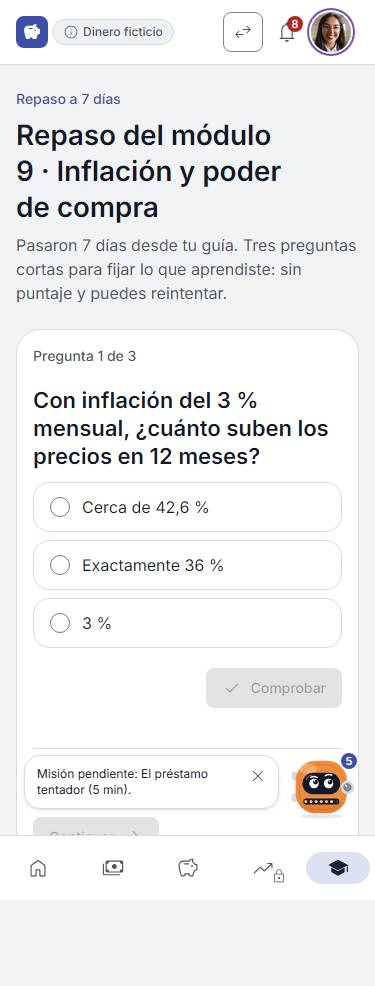 Dinero ficticio
8
Repaso a 7 días
Repaso del módulo
9 · Inflación y poder
de compra
Pasaron 7 días desde tu guía. Tres preguntas
cortas para fijar lo que aprendiste: sin
puntaje y puedes reintentar.
Pregunta 1 de 3
Con inflación del 3 %
mensual, ¿cuánto suben los
precios en 12 meses?
Cerca de 42,6 %
Exactamente 36 %
3 %
Comprobar
Misión pendiente: El préstamo
tentador (5 min).
5
Continuar